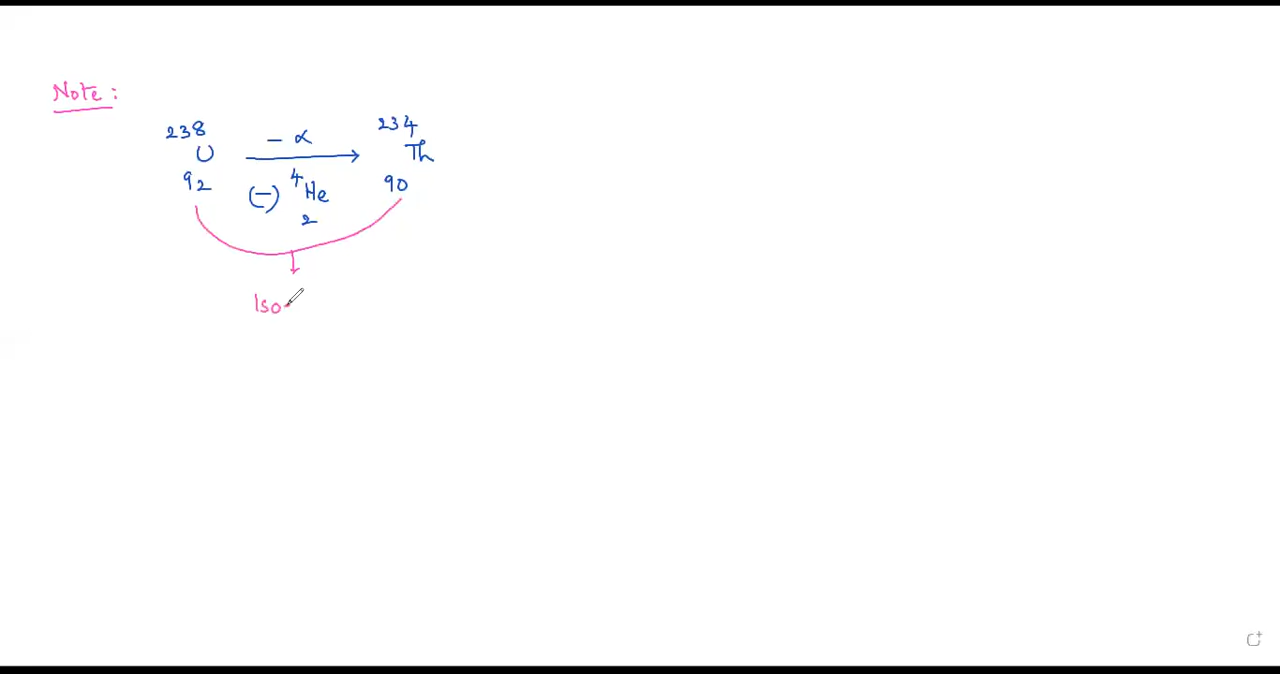 Note:
238 U 92 — α → 234 Th 90
(−) 4 He 2
Iso